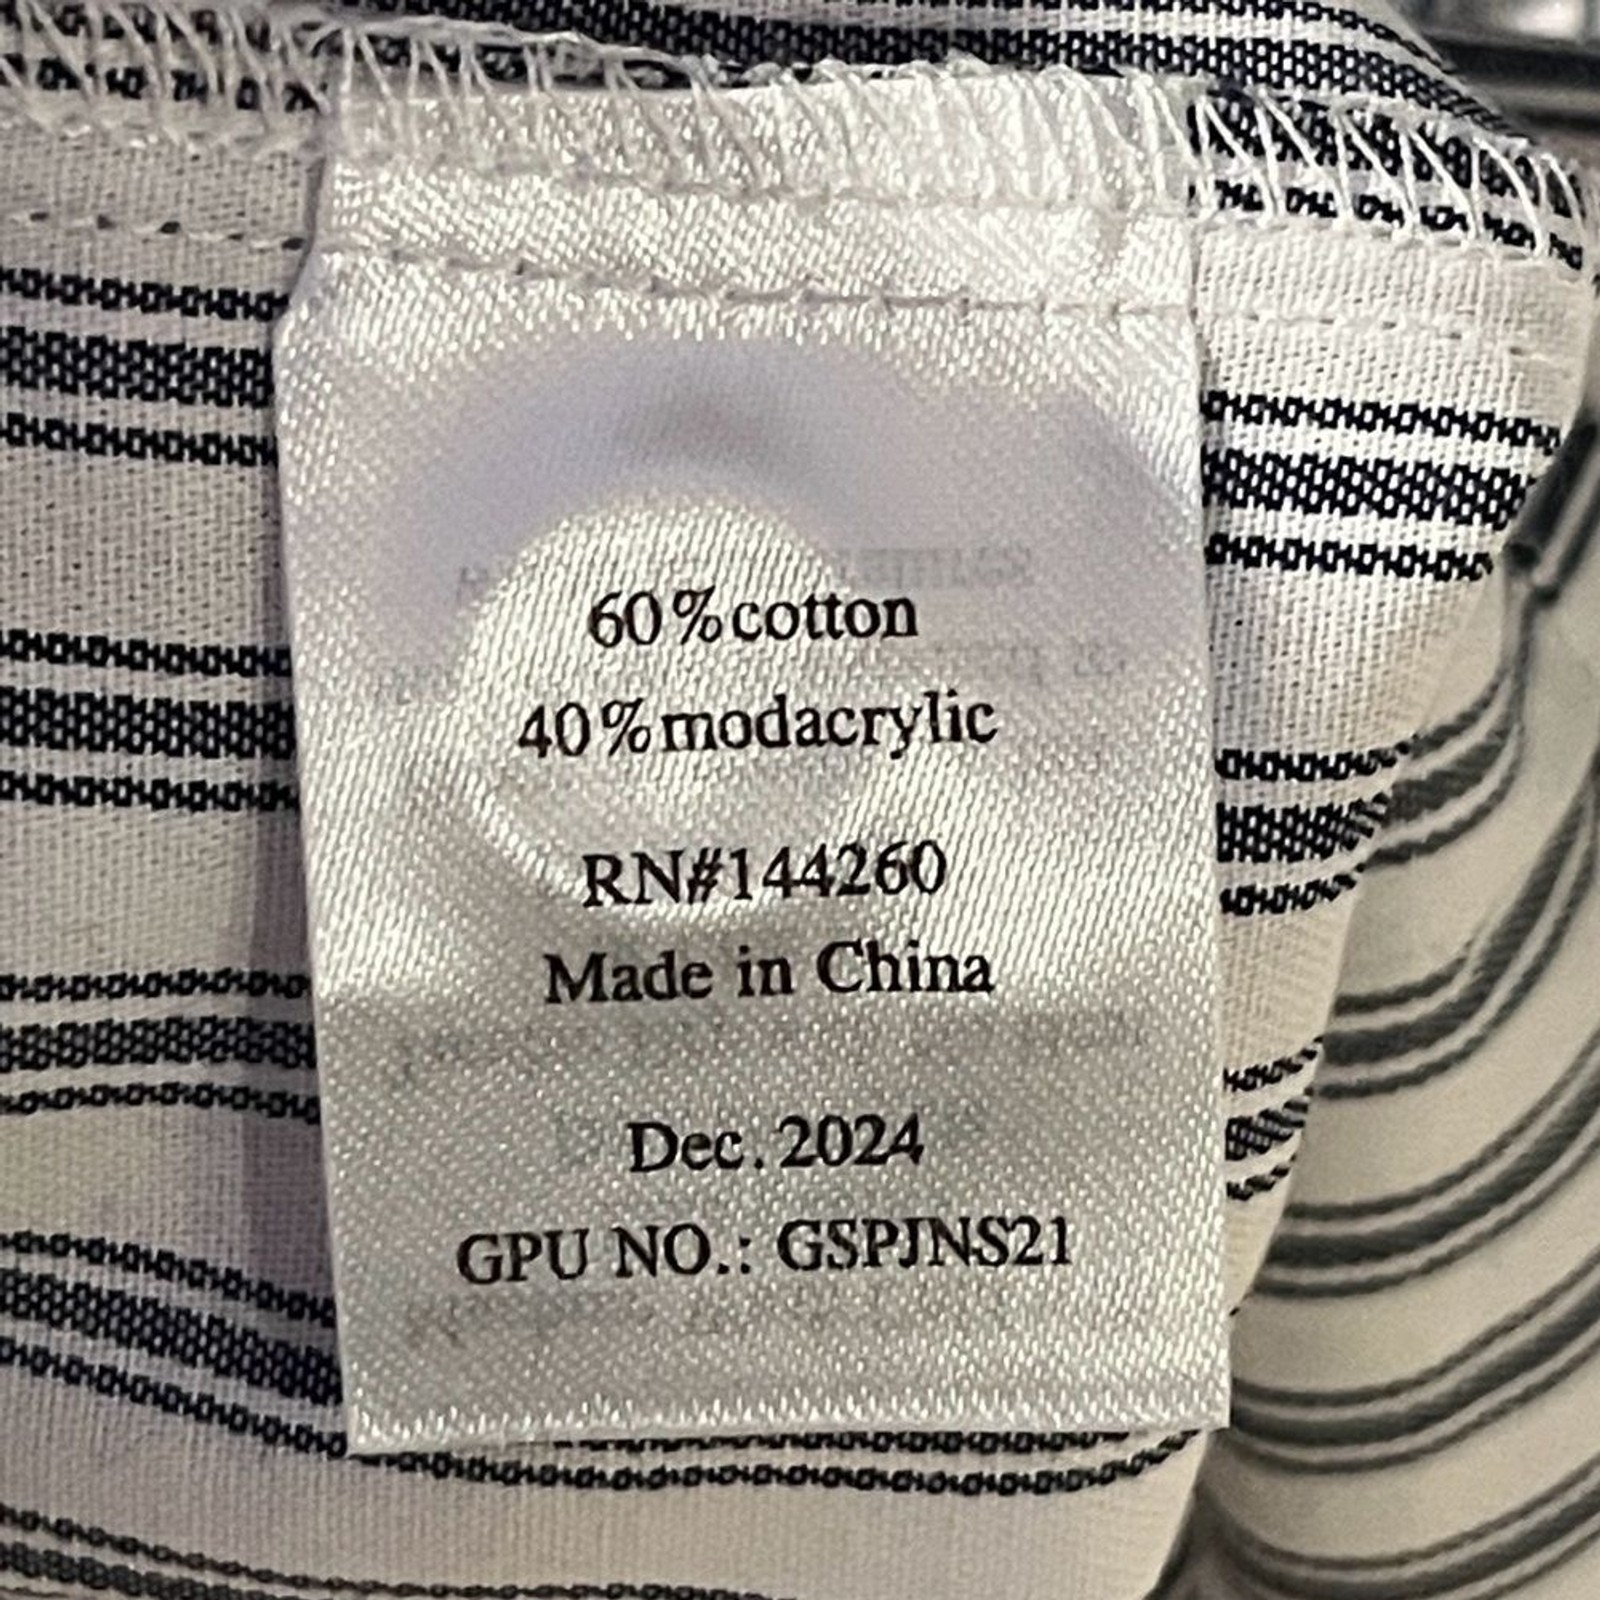 60%cotton
40%modacrylic
RN#144260
Made in China
Dec.2024
GPU NO.: GSPJNS21